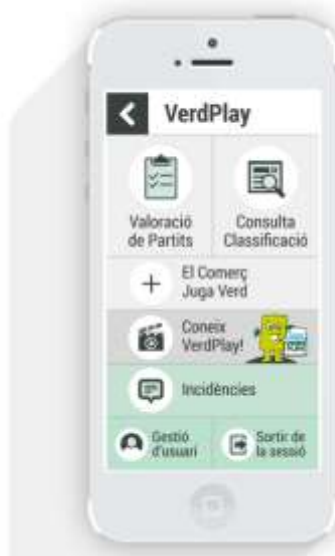 VerdPlay
Valoració
de Partits
Consulta
Classificació
El Comerç
Juga Verd
Coneix
VerdPlay!
Incidències
Gestió
d'usuari
Sortir de
la sessió